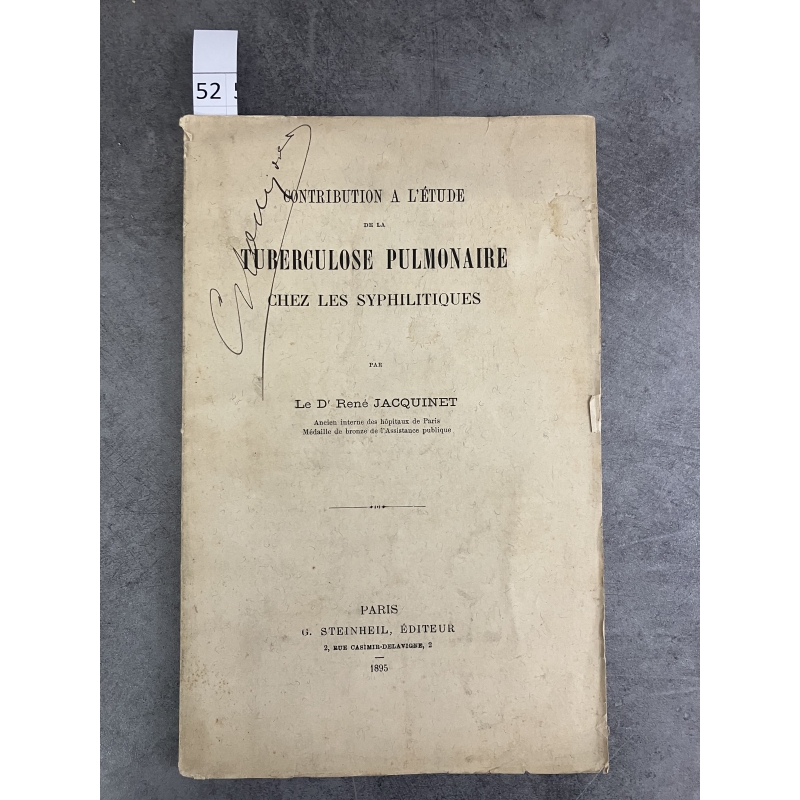 52
CONTRIBUTION A L'ÉTUDE
DE LA
TUBERCULOSE PULMONAIRE
CHEZ LES SYPHILITIQUES
PAR
Le Dr René JACQUINET
Ancien interne des hôpitaux de Paris
Médaille de bronze de l'Assistance publique
PARIS
G. STEINHEIL, ÉDITEUR
2, RUE CASIMIR-DELAVIGNE, 2
1895